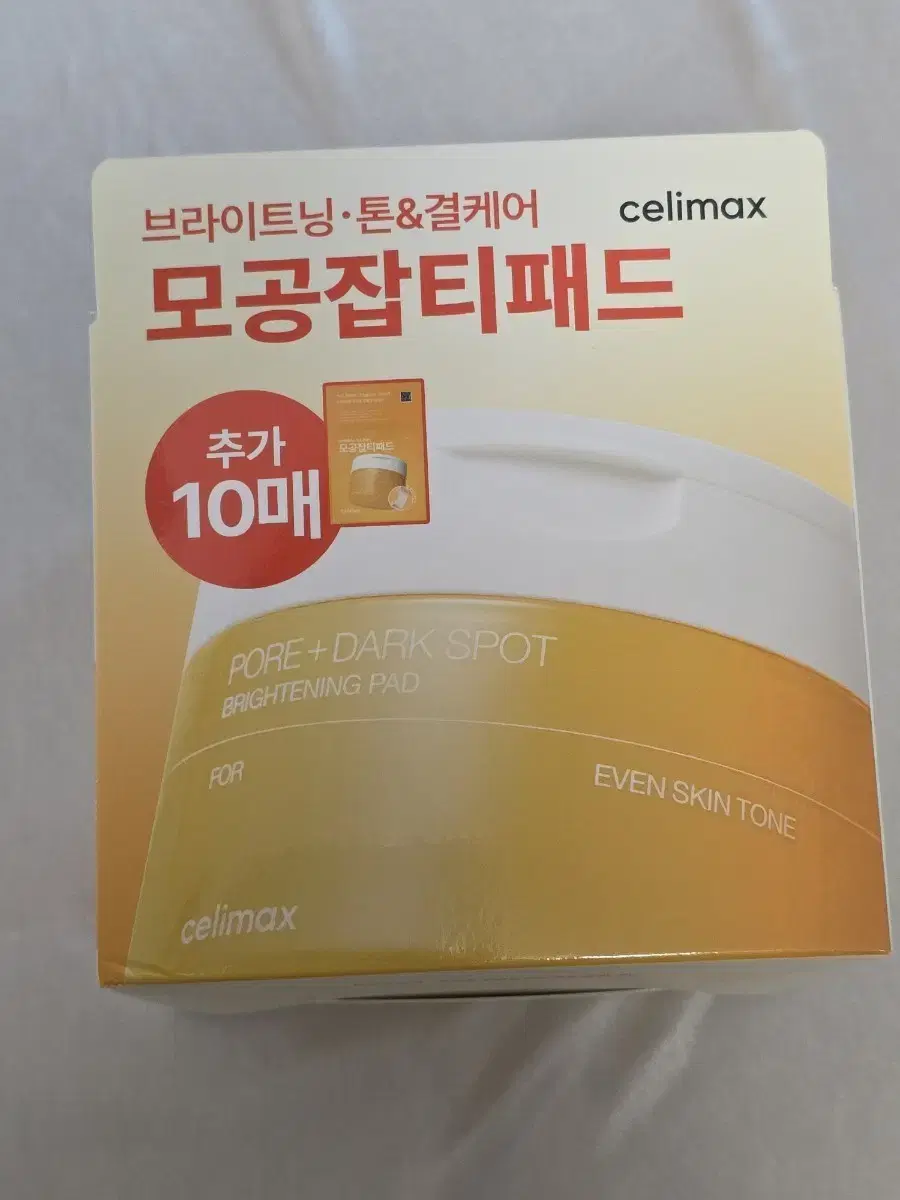 브라이트닝·톤&결케어
celimax
모공잡티패드
추가
10매
모공잡티패드
PORE + DARK SPOT
BRIGHTENING PAD
FOR
EVEN SKIN TONE
celimax